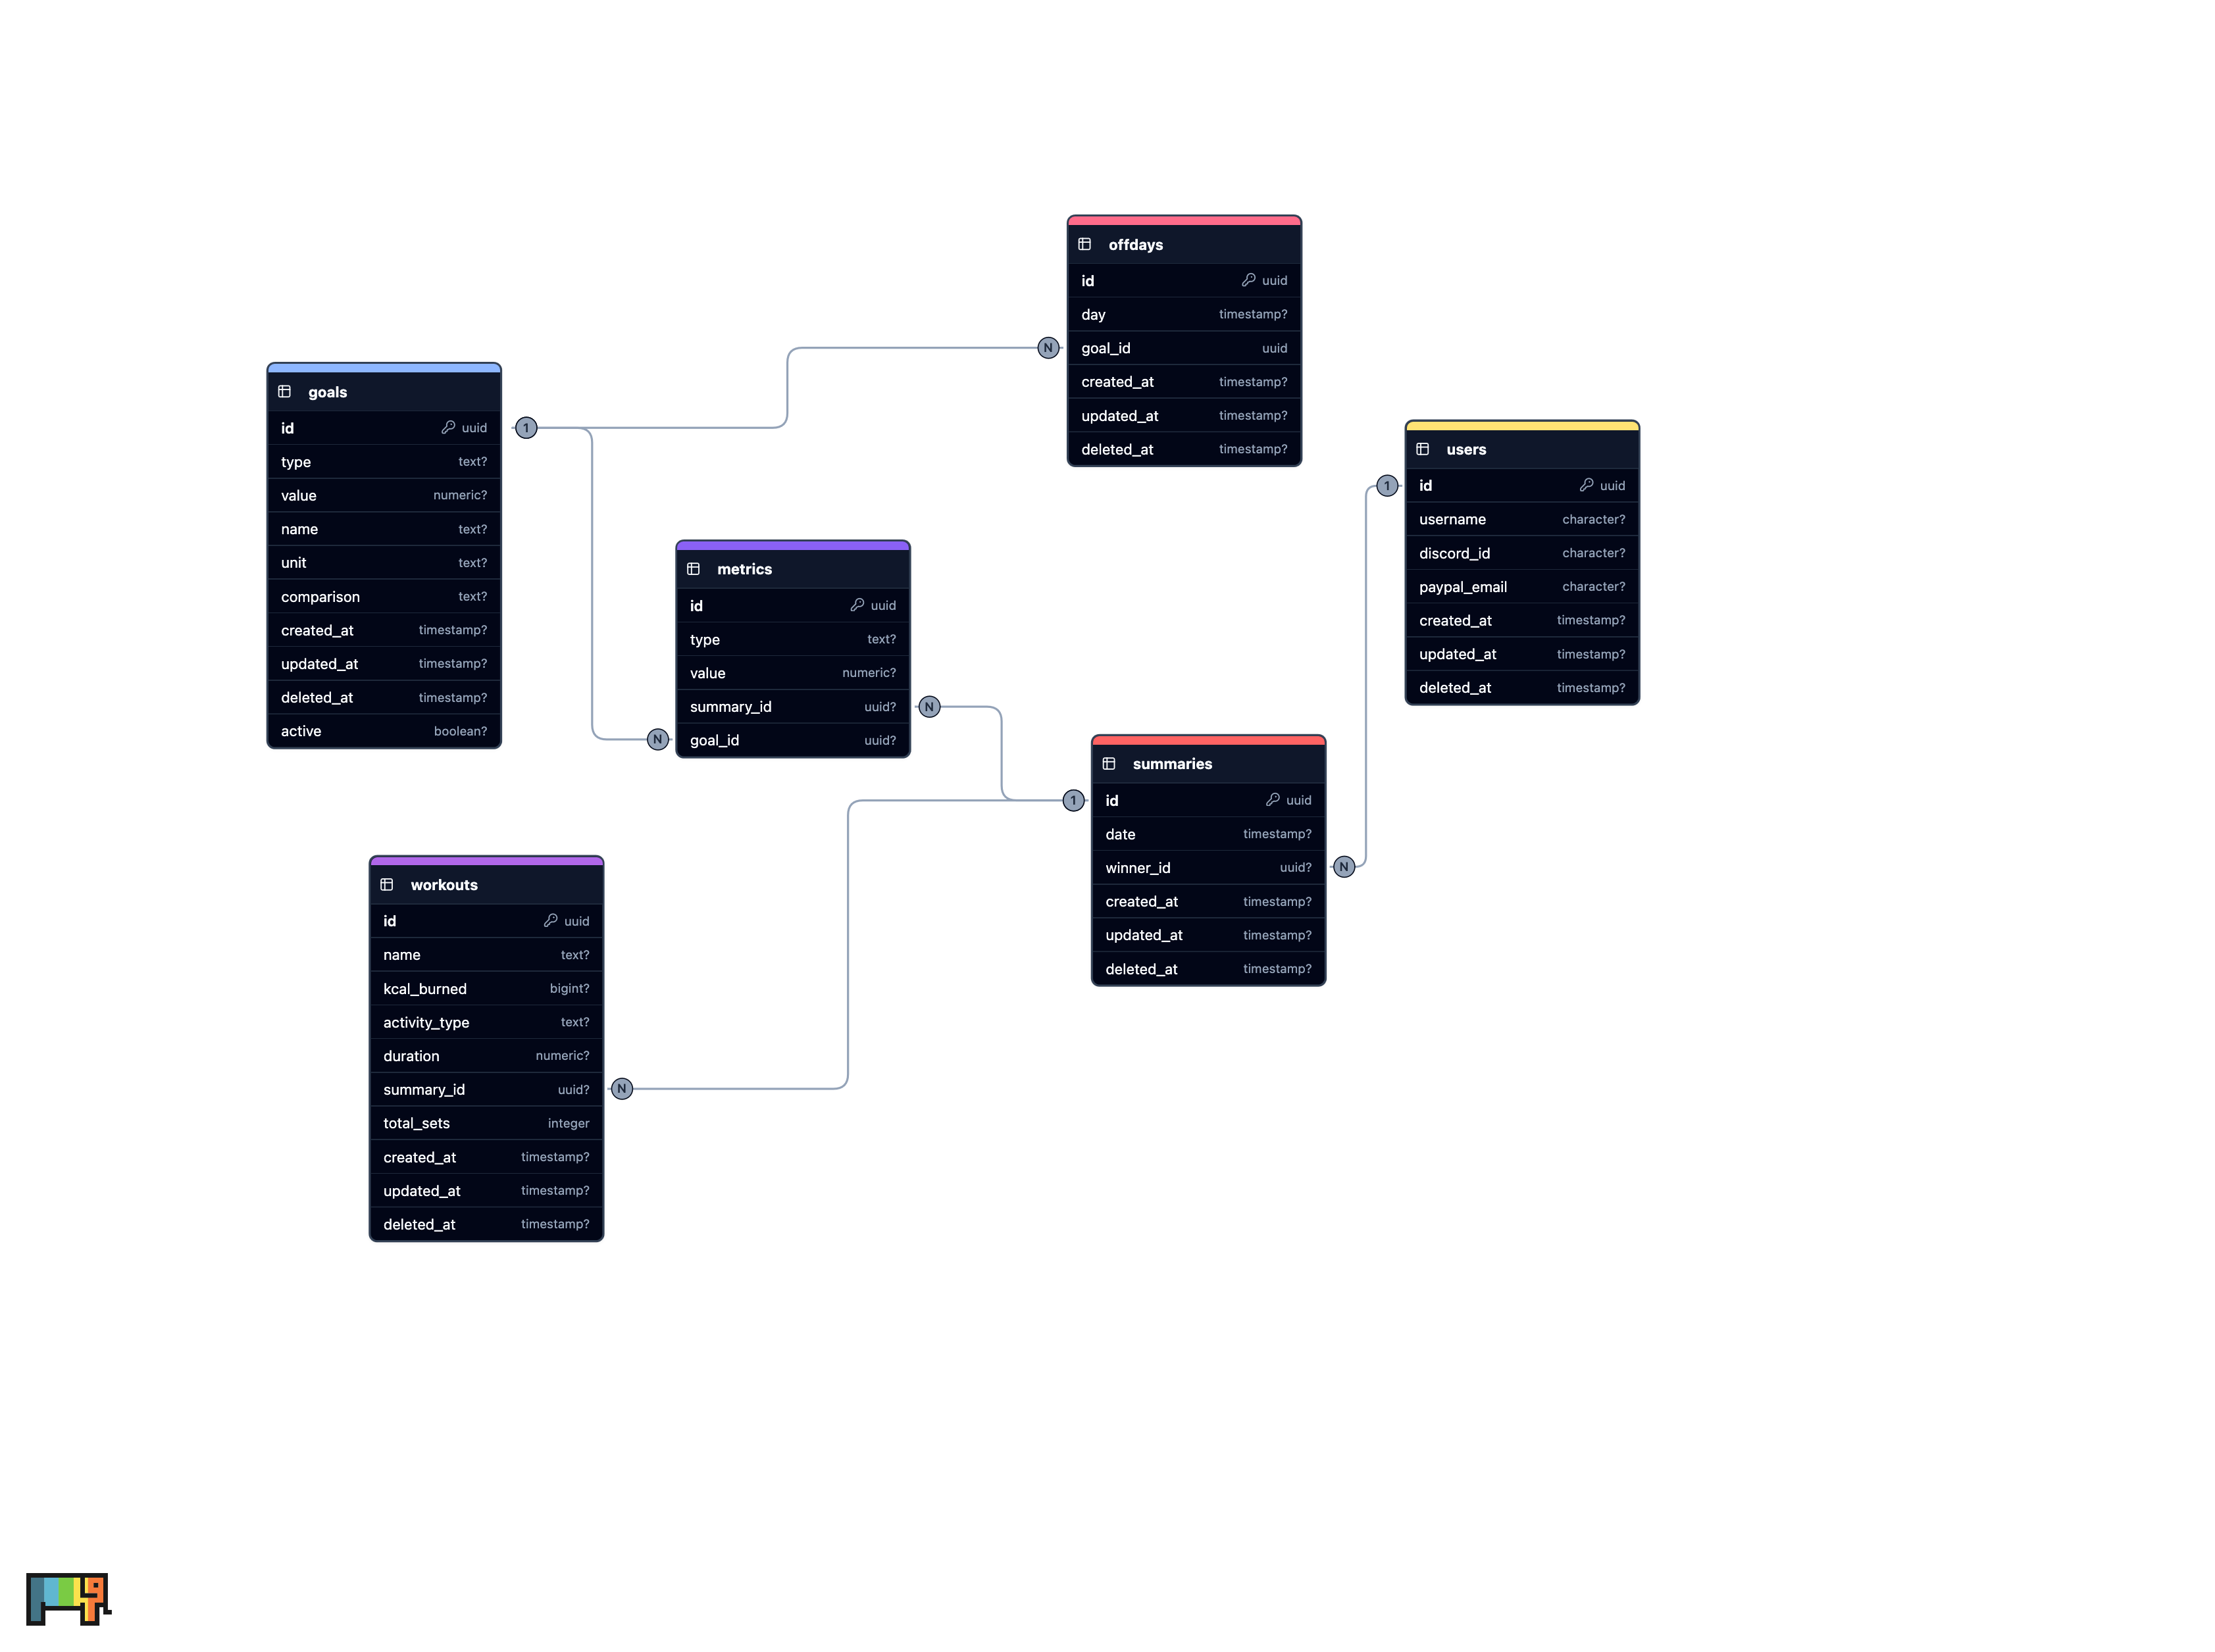 offdays
id uuid
day timestamp?
goal_id uuid
created_at timestamp?
updated_at timestamp?
deleted_at timestamp?
N
goals
id uuid
type text?
value numeric?
name text?
unit text?
comparison text?
created_at timestamp?
updated_at timestamp?
deleted_at timestamp?
active boolean?
1
users
id uuid
username character?
discord_id character?
paypal_email character?
created_at timestamp?
updated_at timestamp?
deleted_at timestamp?
1
metrics
id uuid
type text?
value numeric?
summary_id uuid?
goal_id uuid?
N
N
summaries
id uuid
date timestamp?
winner_id uuid?
created_at timestamp?
updated_at timestamp?
deleted_at timestamp?
1
N
workouts
id uuid
name text?
kcal_burned bigint?
activity_type text?
duration numeric?
summary_id uuid?
total_sets integer
created_at timestamp?
updated_at timestamp?
deleted_at timestamp?
N